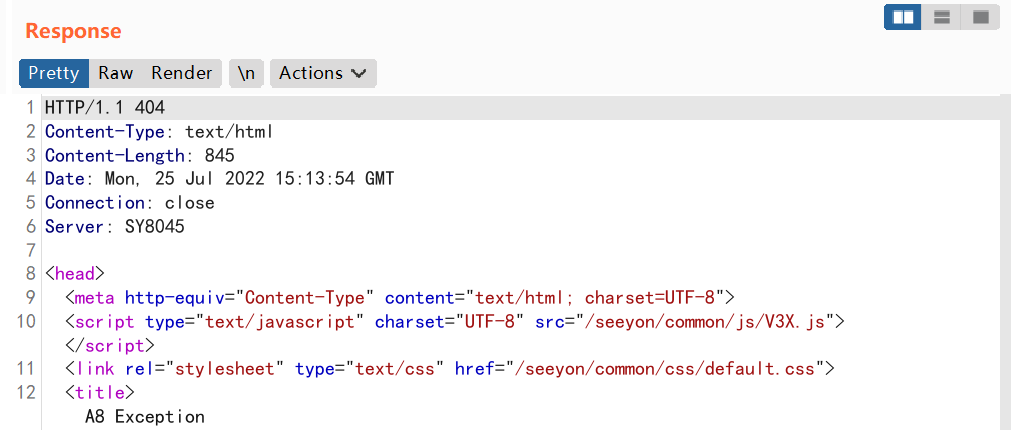 Response
Pretty Raw Render \n Actions
1 HTTP/1.1 404
2 Content-Type: text/html
3 Content-Length: 845
4 Date: Mon, 25 Jul 2022 15:13:54 GMT
5 Connection: close
6 Server: SY8045
7
8 <head>
9 <meta http-equiv="Content-Type" content="text/html; charset=UTF-8">
10 <script type="text/javascript" charset="UTF-8" src="/seeyon/common/js/V3X.js">
</script>
11 <link rel="stylesheet" type="text/css" href="/seeyon/common/css/default.css">
12 <title>
A8 Exception